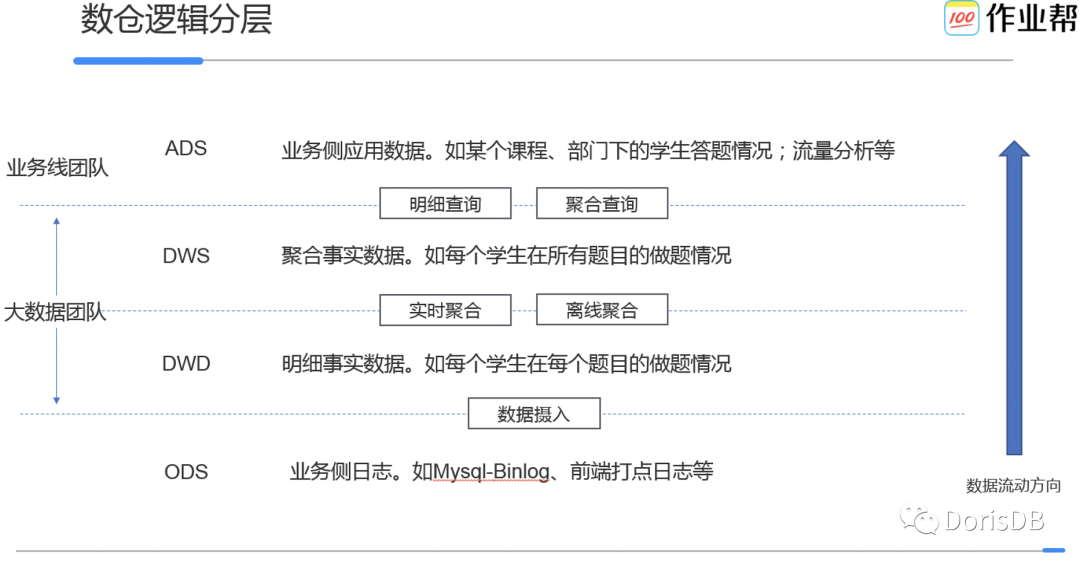 数仓逻辑分层
100 作业帮
ADS
业务侧应用数据。如某个课程、部门下的学生答题情况；流量分析等
业务线团队
明细查询
聚合查询
DWS
聚合事实数据。如每个学生在所有题目的做题情况
大数据团队
实时聚合
离线聚合
DWD
明细事实数据。如每个学生在每个题目的做题情况
数据摄入
ODS
业务侧日志。如Mysql-Binlog、前端打点日志等
数据流动方向
DorisDB